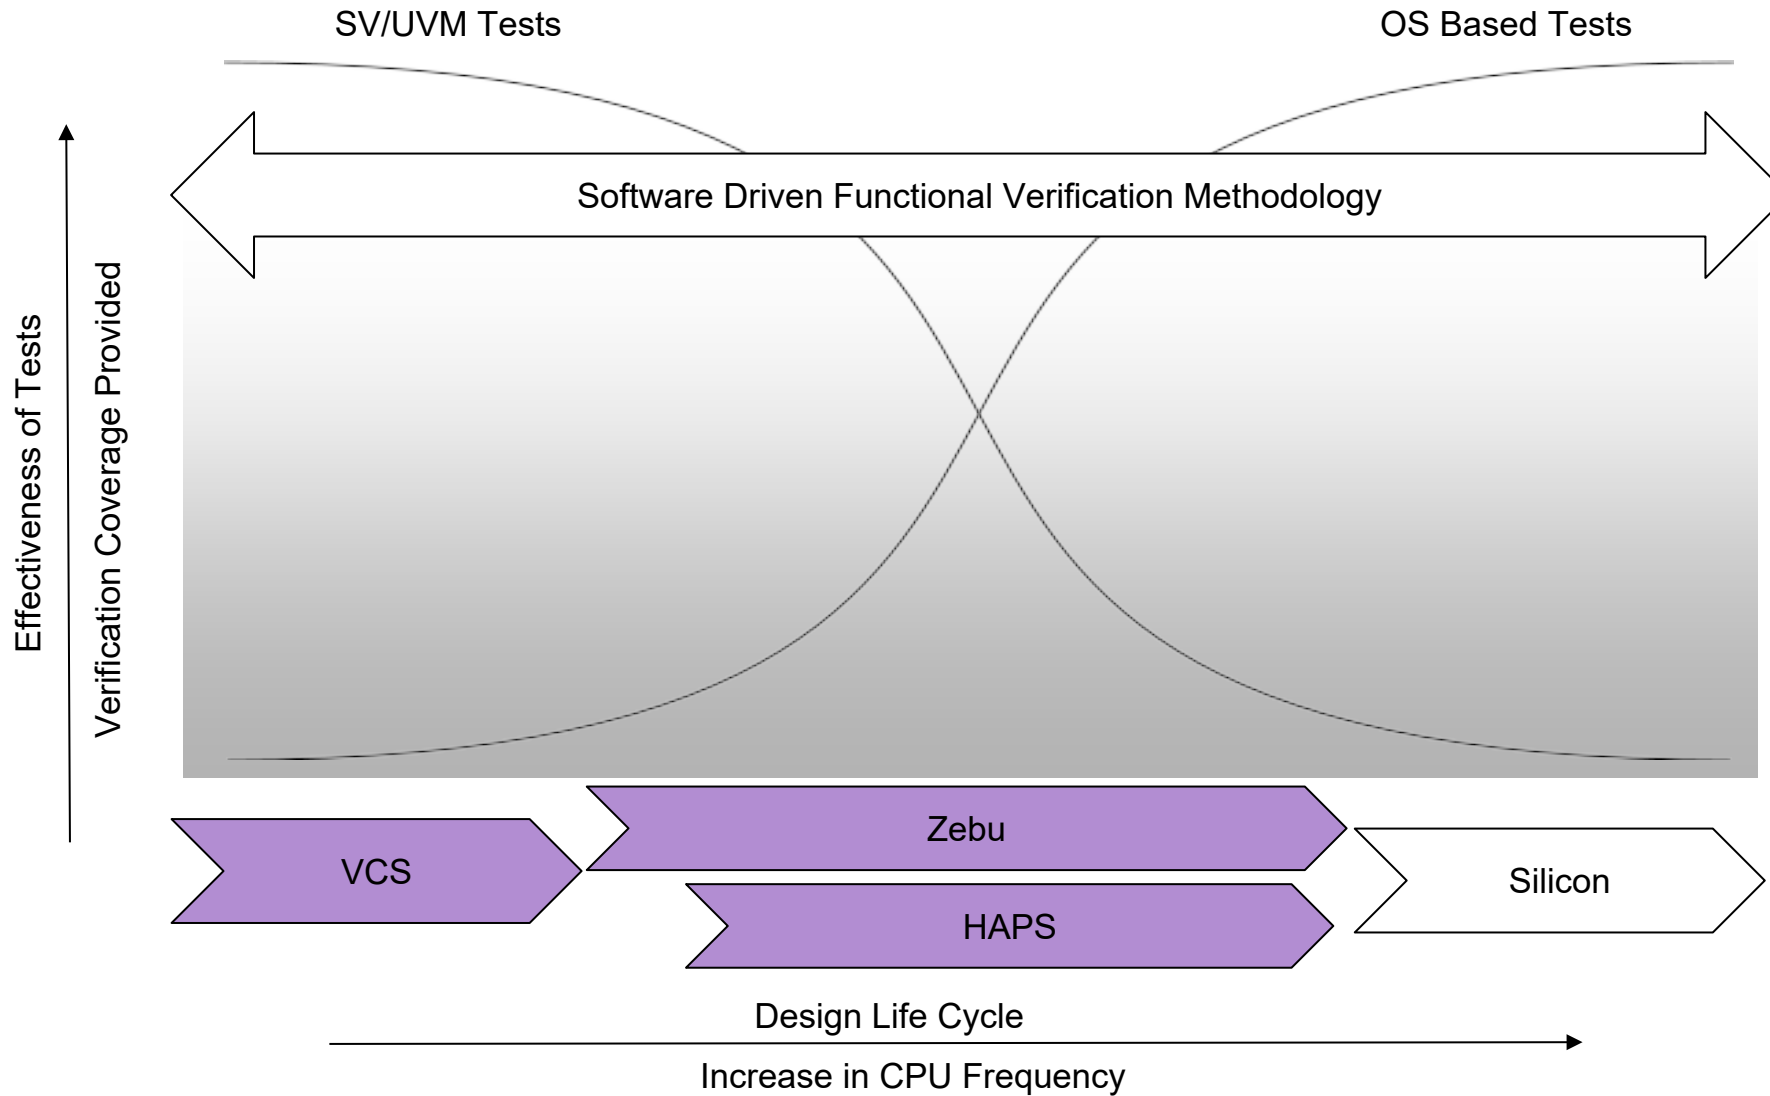 SV/UVM Tests
OS Based Tests
Software Driven Functional Verification Methodology
Effectiveness of Tests
Verification Coverage Provided
Zebu
VCS
Silicon
HAPS
Design Life Cycle
Increase in CPU Frequency